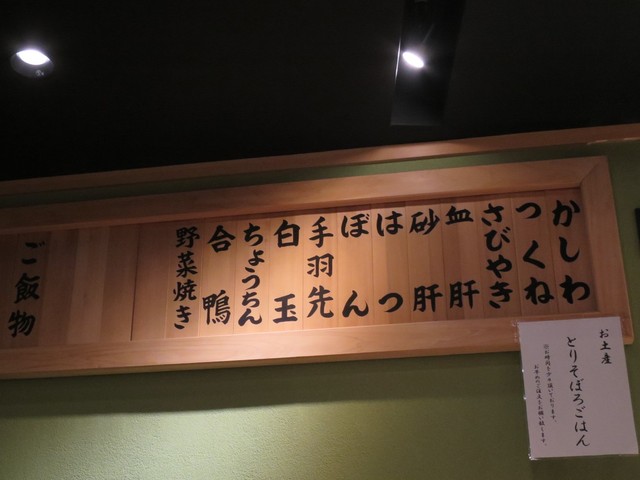 かしわ
つくね
さびやき
血肝
砂肝
はつ
ぼんぼん
手羽先
白玉
ちょうちん
合鴨
野菜焼き
ご飯物
お土産
とりそぼろごはん